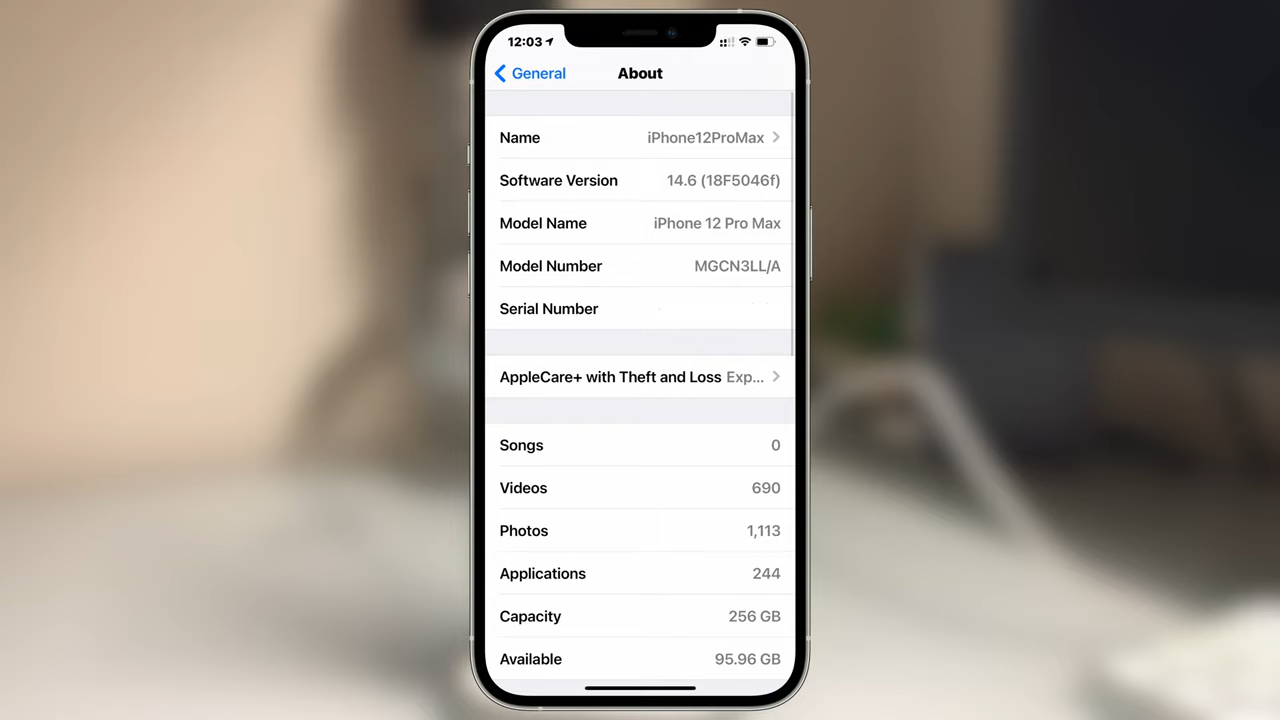 12:03
General About
Name iPhone12ProMax
Software Version 14.6 (18F5046f)
Model Name iPhone 12 Pro Max
Model Number MGCN3LL/A
Serial Number
AppleCare+ with Theft and Loss Exp...
Songs 0
Videos 690
Photos 1,113
Applications 244
Capacity 256 GB
Available 95.96 GB